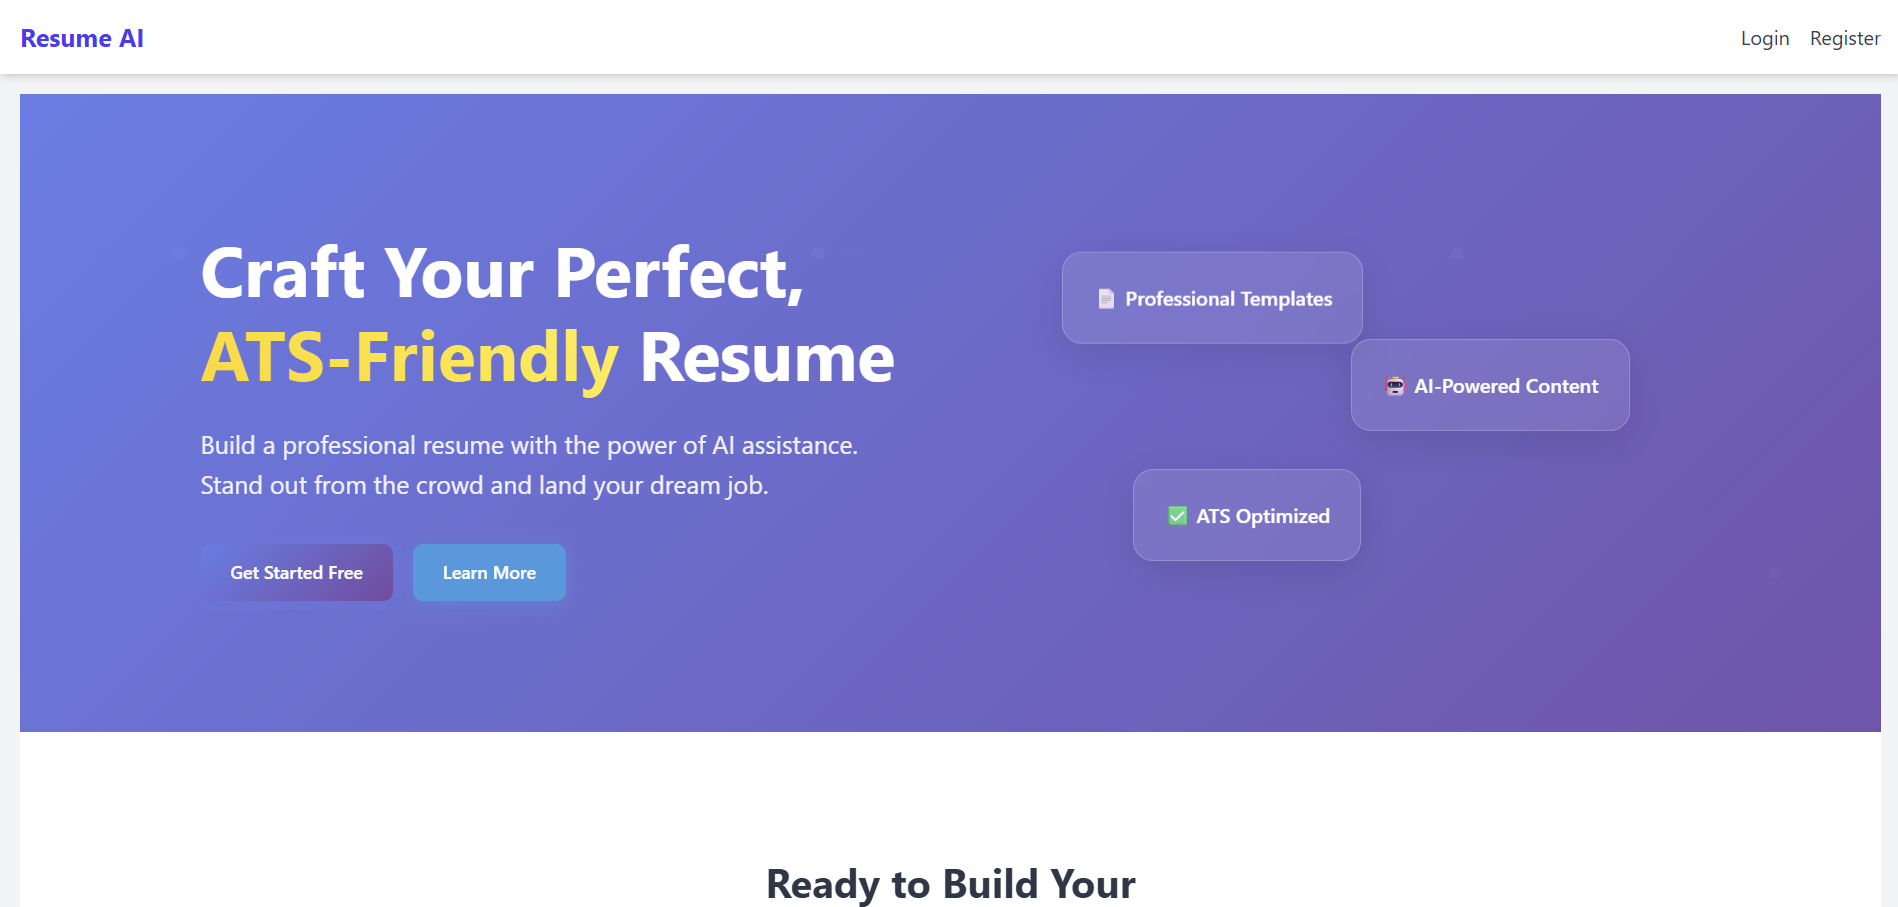 Resume AI
Login
Register
Craft Your Perfect,
ATS-Friendly Resume
Build a professional resume with the power of AI assistance.
Stand out from the crowd and land your dream job.
Get Started Free
Learn More
Professional Templates
AI-Powered Content
ATS Optimized
Ready to Build Your